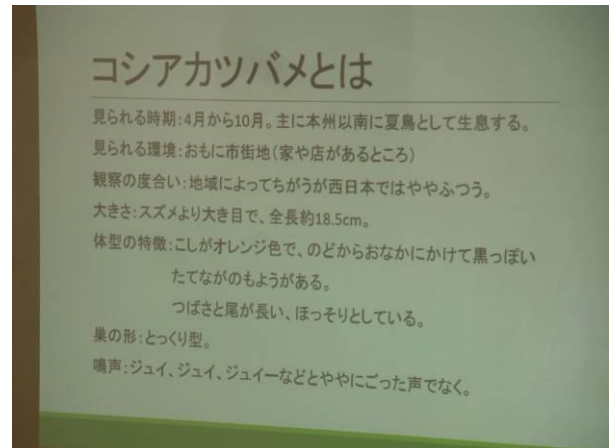 コシアカツバメとは
見られる時期:4月から10月。主に本州以南に夏鳥として生息する。
見られる環境:おもに市街地(家や店があるところ)
観察の度合い:地域によってちがうが西日本ではややふつう。
大きさ:スズメより大き目で、全長約18.5cm。
体型の特徴:こしがオレンジ色で、のどからおなかにかけて黒っぽい
たてながのもようがある。
つばさと尾が長い、ほっそりとしている。
巣の形:とっくり型。
鳴声:ジュイ、ジュイ、ジュイーなどとややにごった声でなく。